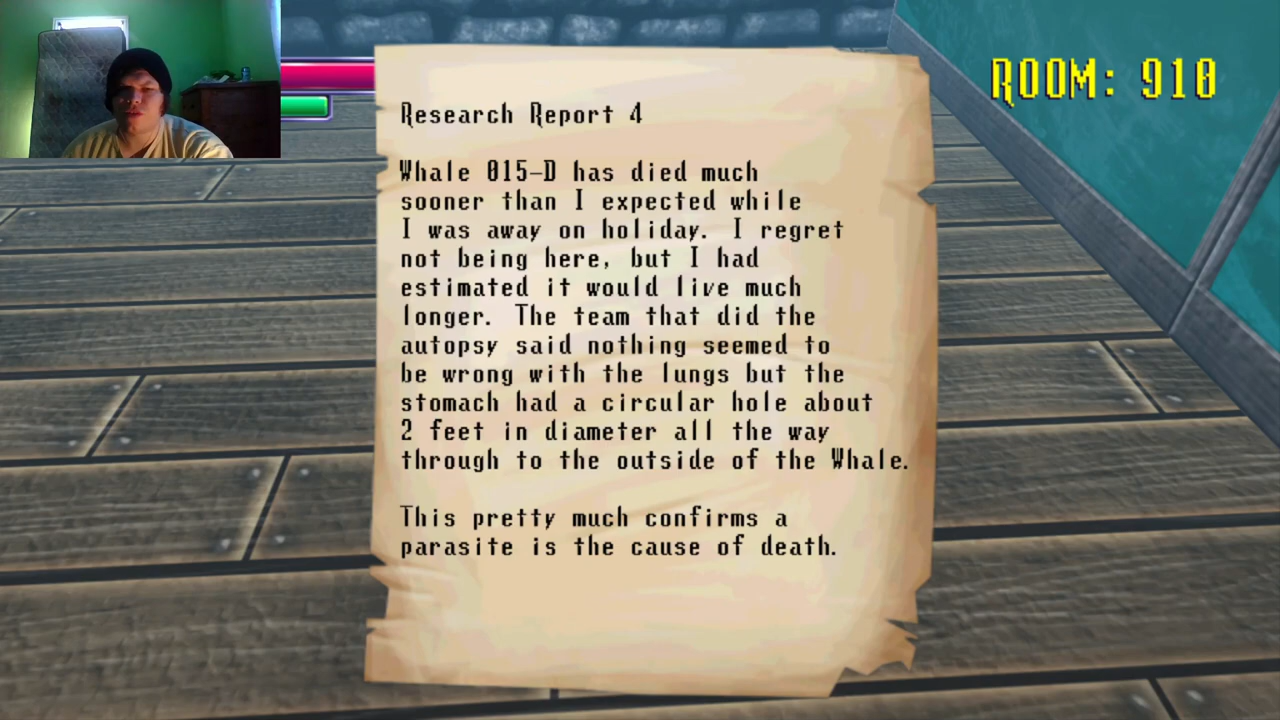 ROOM: 910
Research Report 4
Whale 015-D has died much
sooner than I expected while
I was away on holiday. I regret
not being here, but I had
estimated it would live much
longer. The team that did the
autopsy said nothing seemed to
be wrong with the lungs but the
stomach had a circular hole about
2 feet in diameter all the way
through to the outside of the Whale.
This pretty much confirms a
parasite is the cause of death.